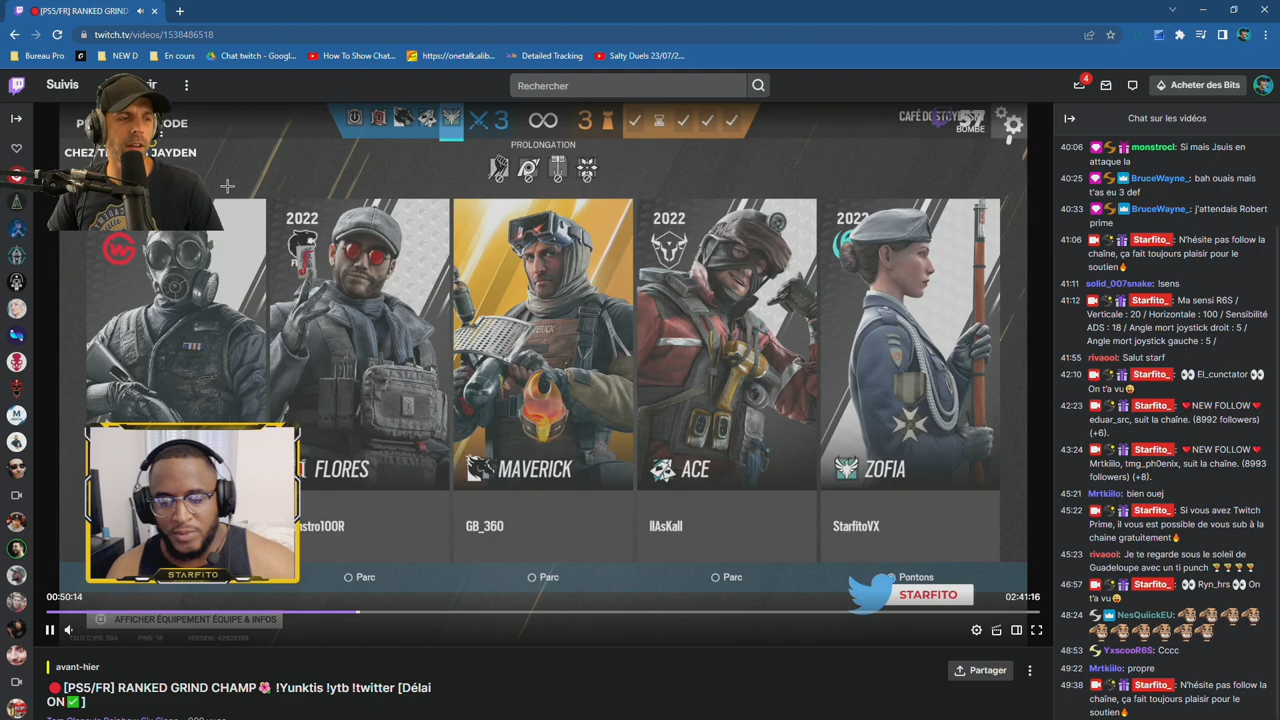 [PS5/FR] RANKED GRIND
twitch.tv/videos/1538486518
Bureau Pro
NEW D
En cours
Chat twitch - Googl...
How To Show Chat...
https://onetalk.alib...
Detailed Tracking
Salty Duels 23/07/2...
Suivis
Rechercher
4
Acheter des Bits
CHEZ
JAYDEN
3
3
PROLONGATION
BOMBE
2022
2022
2022
FLORES
MAVERICK
ACE
ZOFIA
GB_360
llAsKall
StarfitoVX
Parc
Parc
Parc
Pontons
STARFITO
STARFITO
00:50:14
02:41:16
AFFICHER ÉQUIPEMENT ÉQUIPE & INFOS
avant-hier
[PS5/FR] RANKED GRIND CHAMP🌺 !Yunktis !ytb !twitter [Délai
ON ✅ ]
Partager
Chat sur les vidéos
40:06 monstrocl: Si mais Jsuis en
attaque la
40:25 BruceWayne_: bah ouais mais
t'as eu 3 def
40:33 BruceWayne_: j'attendais Robert
prime
41:06 Starfito_: N'hésite pas follow la
chaîne, ça fait toujours plaisir pour le
soutien🔥
41:11 solid_007snake: !sens
41:12 Starfito_: Ma sensi R6S /
Verticale : 20 / Horizontale : 100 / Sensibilité
ADS : 18 / Angle mort joystick droit : 5 /
Angle mort joystick gauche : 5 /
41:55 rivaool: Salut starf
42:10 Starfito_: 👀 El_cunctator 👀
On t'a vu😀
42:23 Starfito_: ❤️NEW FOLLOW❤️
eduar_src, suit la chaîne. (8992 followers)
(+6).
43:24 Starfito_: ❤️NEW FOLLOW❤️
Mrtkiilo, tmg_ph0enix, suit la chaîne. (8993
followers) (+8).
45:21 Mrtkiilo: bien ouej
45:22 Starfito_: Si vous avez Twitch
Prime, il vous est possible de vous sub à la
chaine gratuitement🔥
45:23 rivaool: Je te regarde sous le soleil de
Guadeloupe avec un ti punch 🍹🍹🍹🍹
46:57 Starfito_: 👀 Ryn_hrs 👀 On
t'a vu😀
48:24 NesQuiickEU:
48:53 YxscooR6S: Cccc
49:22 Mrtkiilo: propre
49:38 Starfito_: N'hésite pas follow la
chaîne, ça fait toujours plaisir pour le
soutien🔥